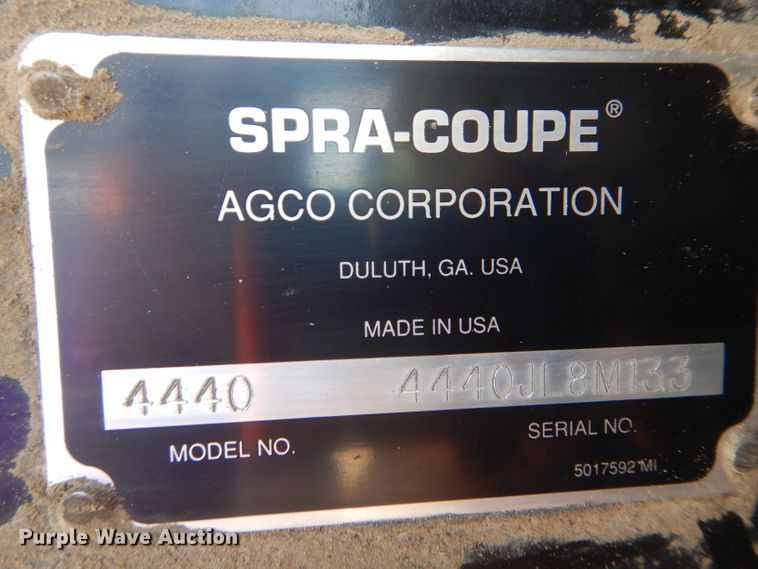 SPRA-COUPE®
AGCO CORPORATION
DULUTH, GA. USA
MADE IN USA
4440 4440JL8M133
MODEL NO. SERIAL NO.
5017592 MI
Purple Wave Auction